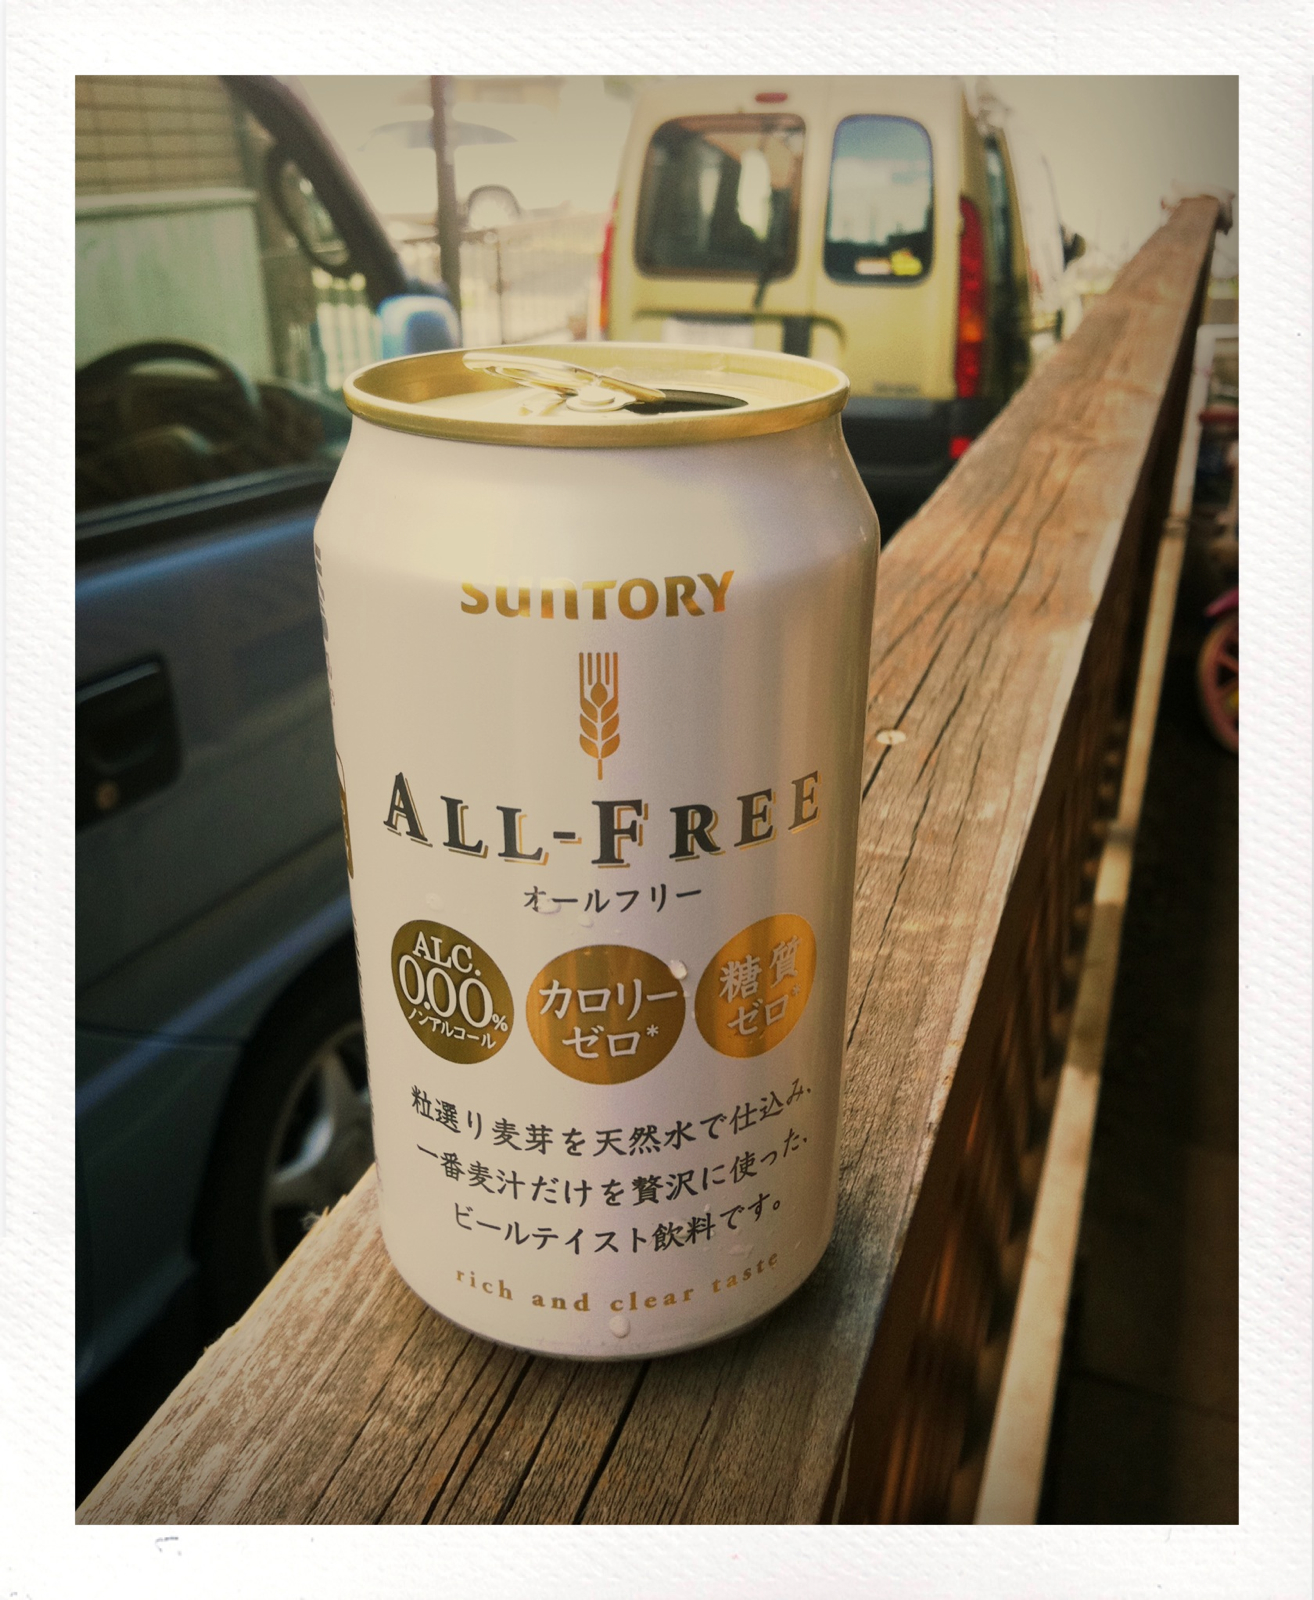 SUNTORY
ALL-FREE
オールフリー
ALC.
0.00%
ノンアルコール
カロリー
ゼロ*
糖質
ゼロ*
粒選り麦芽を天然水で仕込み、
一番麦汁だけを贅沢に使った、
ビールテイスト飲料です。
rich and clear taste